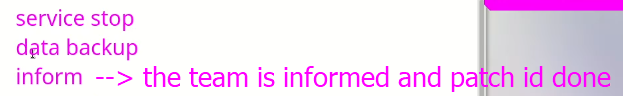 service stop
data backup
inform --> the team is informed and patch id done